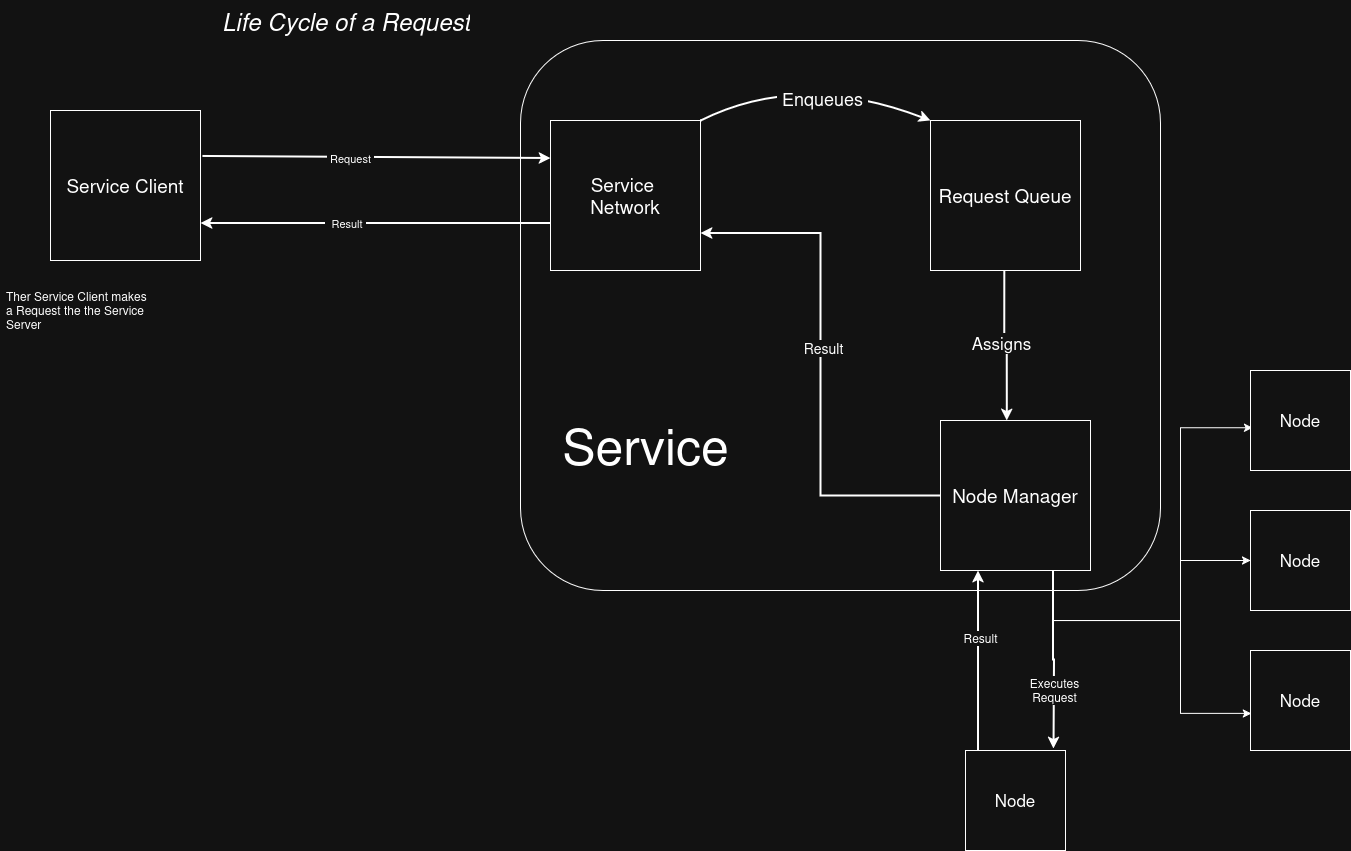 Life Cycle of a Request
Enqueues
Service Client
Request
Result
Service
Network
Request Queue
Ther Service Client makes
a Request the the Service
Server
Result
Assigns
Service
Node Manager
Node
Node
Node
Result
Executes
Request
Node